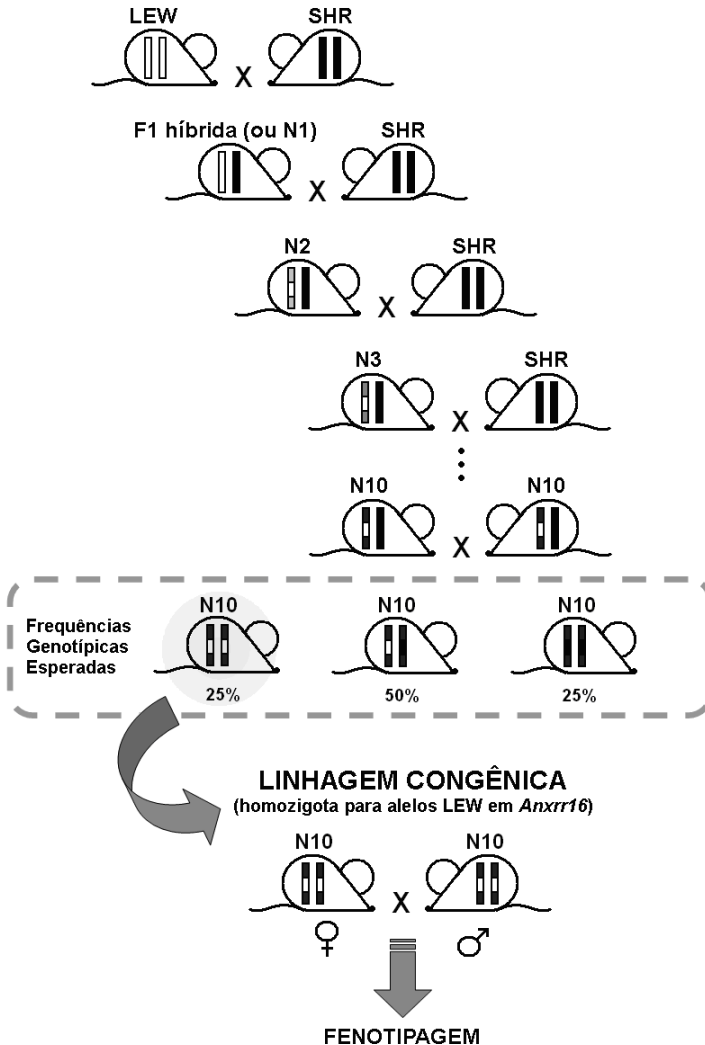 LEW SHR
X
F1 híbrida (ou N1) SHR
X
N2 SHR
X
N3 SHR
X
N10 N10
X
N10 N10 N10
Frequências
Genotípicas
Esperadas
25% 50% 25%
LINHAGEM CONGÊNICA
(homozigota para alelos LEW em Anxrr16)
N10 N10
X
♀ ♂
FENOTIPAGEM